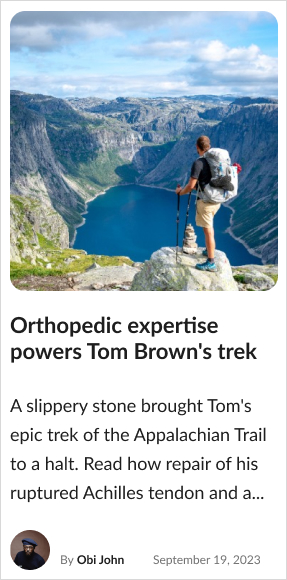 Orthopedic expertise
powers Tom Brown's trek
A slippery stone brought Tom's
epic trek of the Appalachian Trail
to a halt. Read how repair of his
ruptured Achilles tendon and a...
By Obi John September 19, 2023